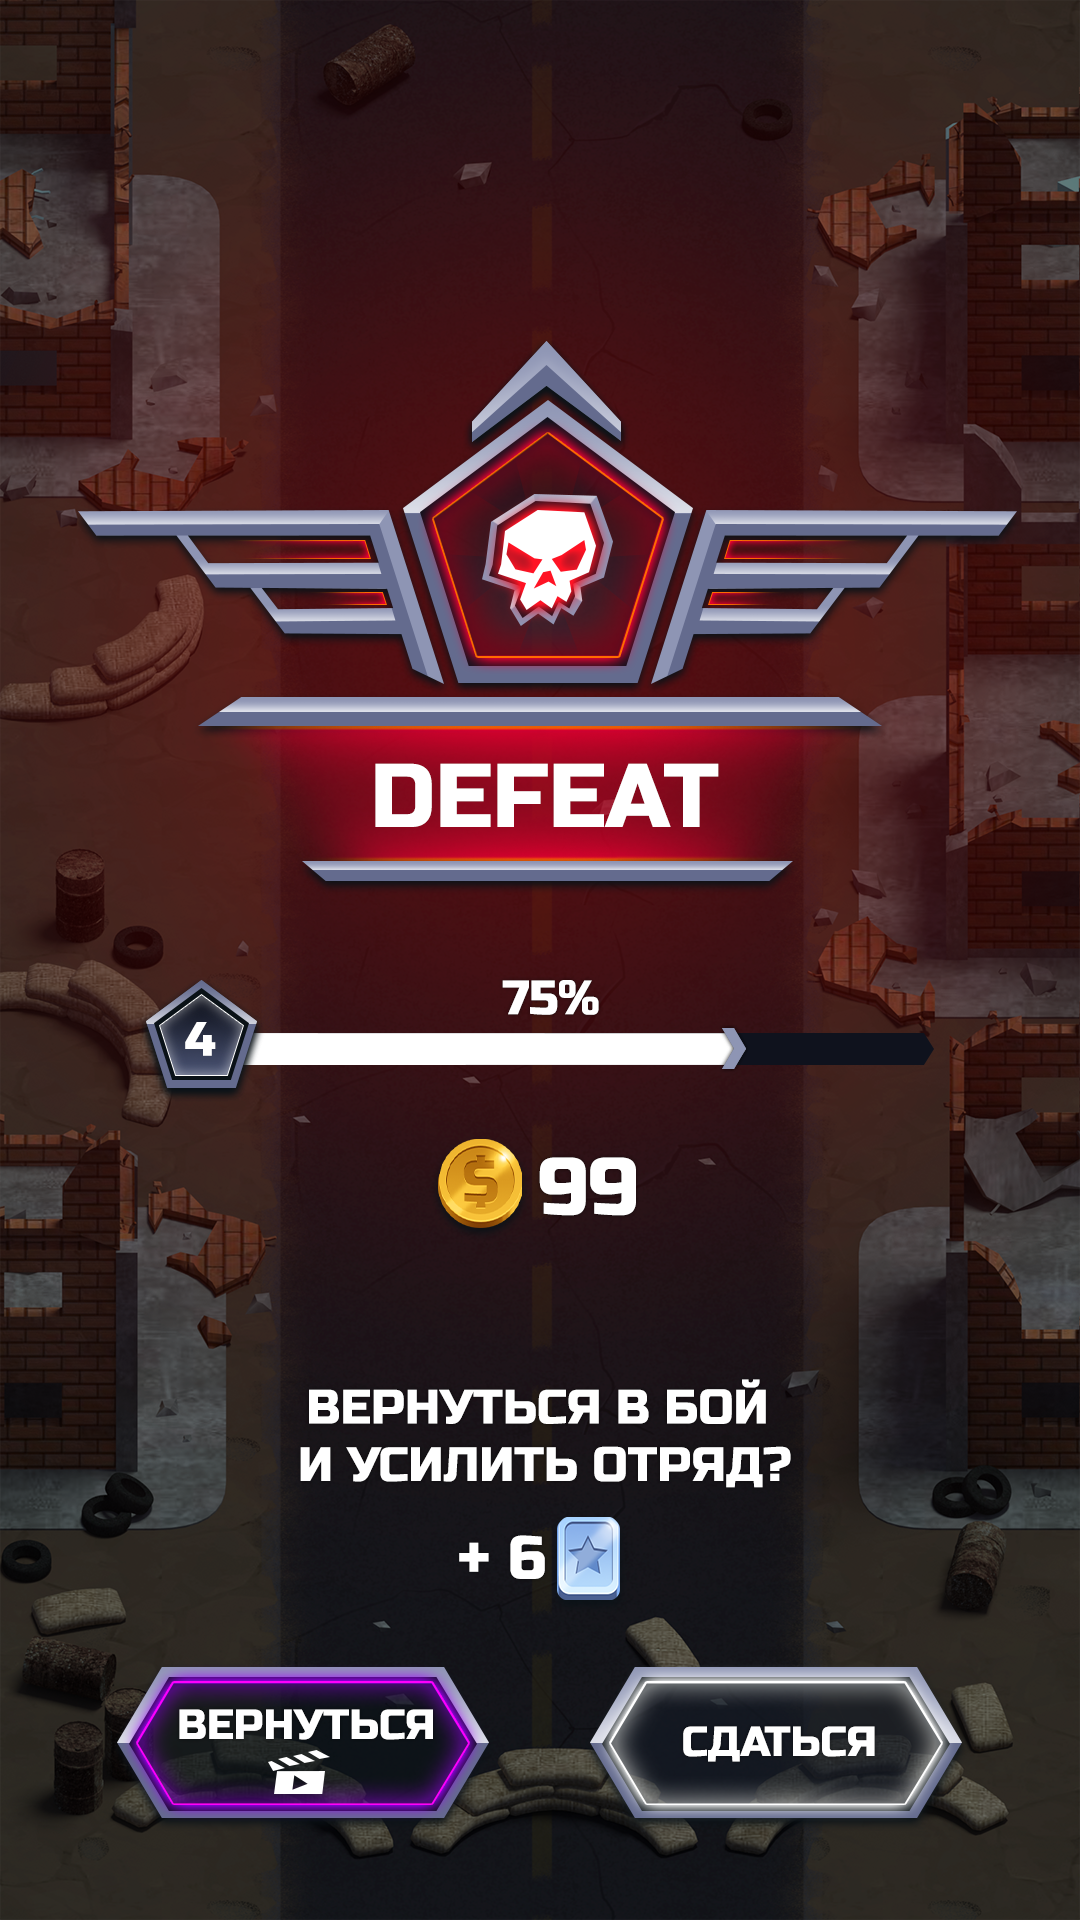 DEFEAT
75%
4
99
ВЕРНУТЬСЯ В БОЙ
И УСИЛИТЬ ОТРЯД?
+ 6
ВЕРНУТЬСЯ
СДАТЬСЯ